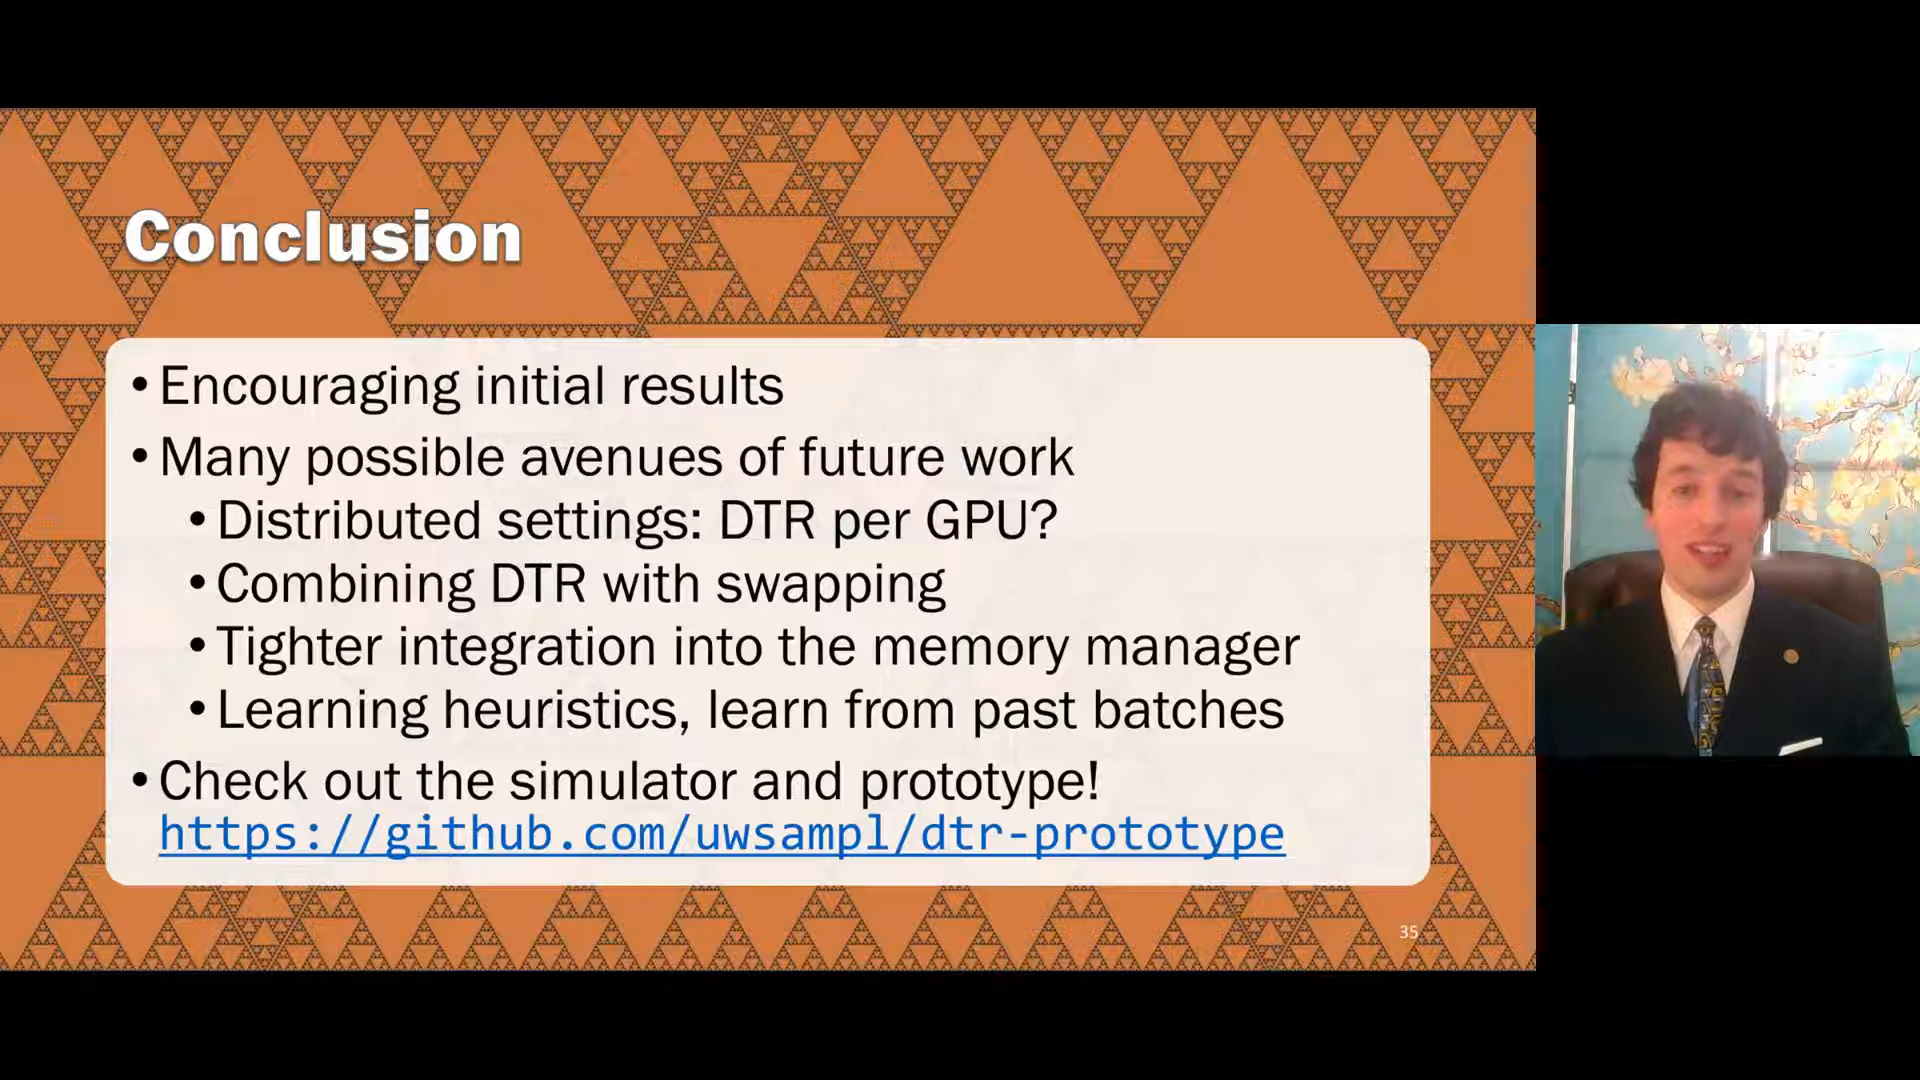 Conclusion
• Encouraging initial results
• Many possible avenues of future work
• Distributed settings: DTR per GPU?
• Combining DTR with swapping
• Tighter integration into the memory manager
• Learning heuristics, learn from past batches
• Check out the simulator and prototype!
https://github.com/uwsampl/dtr-prototype
35